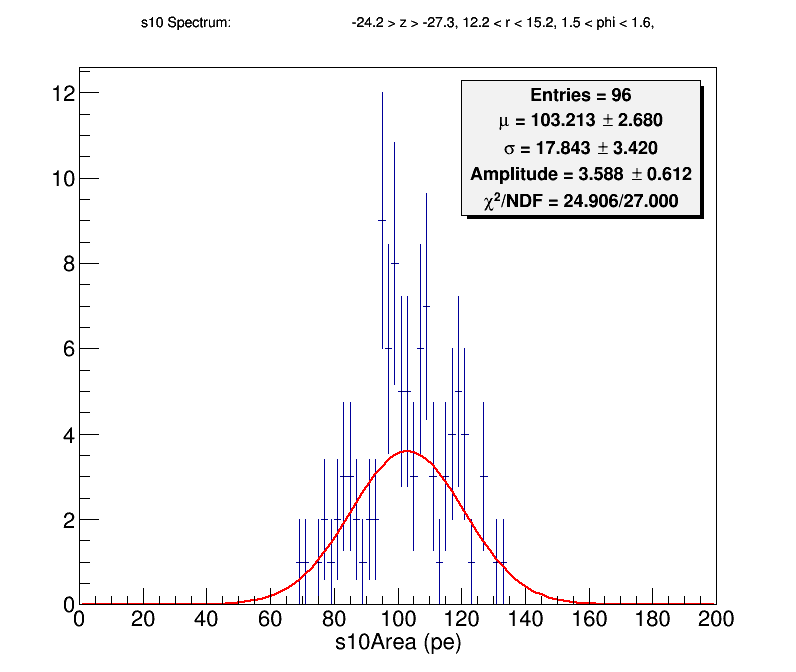 s10 Spectrum: -24.2 > z > -27.3, 12.2 < r < 15.2, 1.5 < phi < 1.6,
Entries = 96
μ = 103.213 ± 2.680
σ = 17.843 ± 3.420
Amplitude = 3.588 ± 0.612
χ²/NDF = 24.906/27.000
12
10
8
6
4
2
0
0 20 40 60 80 100 120 140 160 180 200
s10Area (pe)